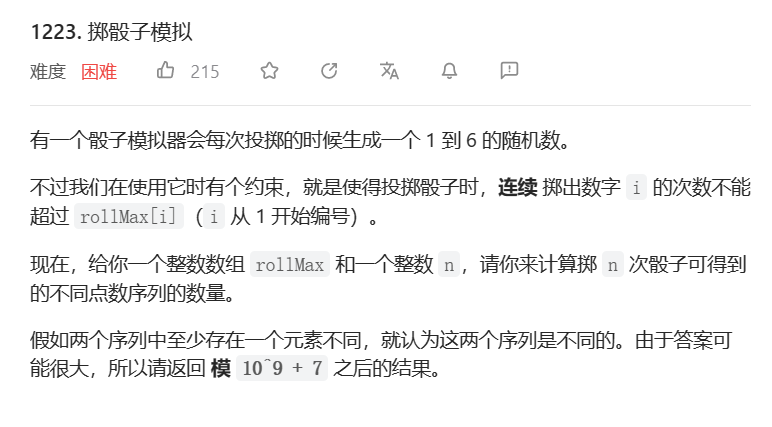 1223. 掷骰子模拟
难度 困难 215
有一个骰子模拟器会每次投掷的时候生成一个 1 到 6 的随机数。
不过我们在使用它时有个约束，就是使得投掷骰子时，连续 掷出数字 i 的次数不能
超过 rollMax[i]（i 从 1 开始编号）。
现在，给你一个整数数组 rollMax 和一个整数 n，请你来计算掷 n 次骰子可得到
的不同点数序列的数量。
假如两个序列中至少存在一个元素不同，就认为这两个序列是不同的。由于答案可
能很大，所以请返回 模 10^9 + 7 之后的结果。